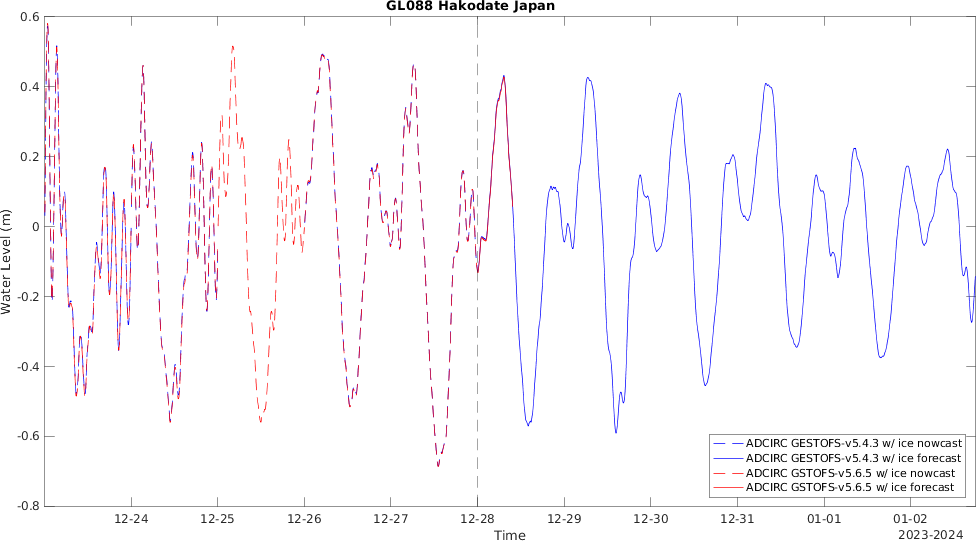 GL088 Hakodate Japan
0.6
0.4
0.2
0
-0.2
-0.4
-0.6
-0.8
Water Level (m)
ADCIRC GESTOFS-v5.4.3 w/ ice nowcast
ADCIRC GESTOFS-v5.4.3 w/ ice forecast
ADCIRC GSTOFS-v5.6.5 w/ ice nowcast
ADCIRC GSTOFS-v5.6.5 w/ ice forecast
12-24 12-25 12-26 12-27 12-28 12-29 12-30 12-31 01-01 01-02
Time
2023-2024